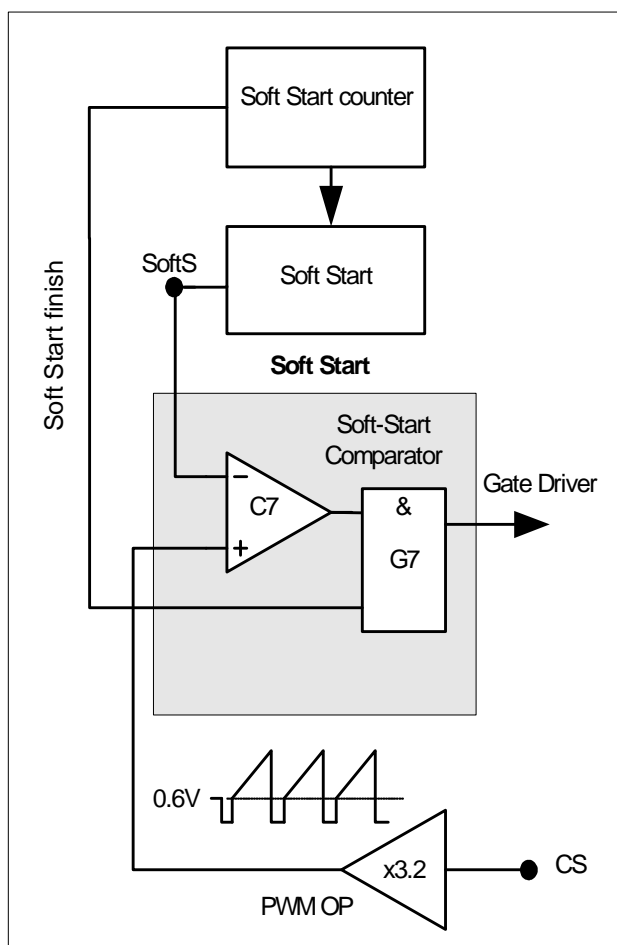 Soft Start counter
SoftS
Soft Start
Soft Start finish
Soft Start
Soft-Start
Comparator
Gate Driver
−
C7
+
&
G7
0.6V
x3.2
CS
PWM OP